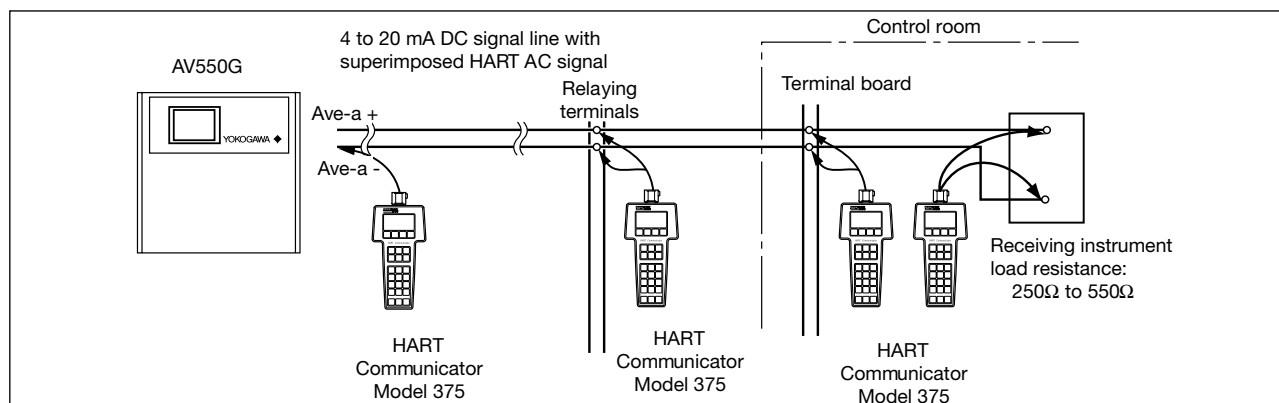 Control room
4 to 20 mA DC signal line with
superimposed HART AC signal
AV550G
Relaying
terminals
Terminal board
Ave-a +
YOKOGAWA
Ave-a -
Receiving instrument
load resistance:
250Ω to 550Ω
HART
Communicator
Model 375
HART
Communicator
Model 375
HART
Communicator
Model 375